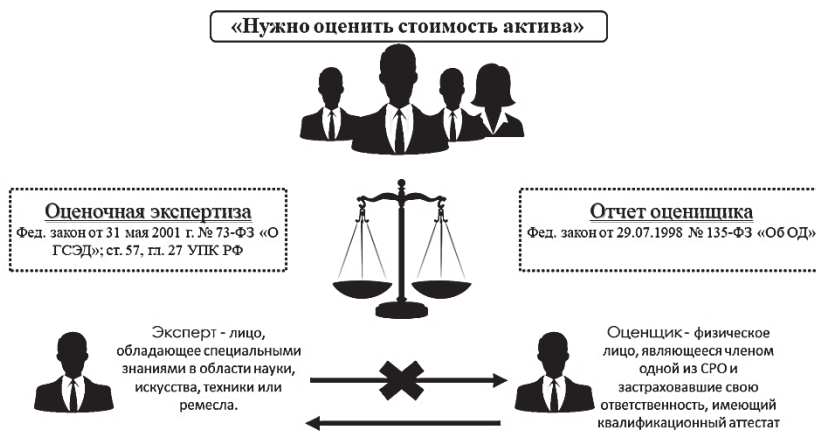 «Нужно оценить стоимость актива»
Оценочная экспертиза
Фед. закон от 31 мая 2001 г. № 73-ФЗ «О
ГСЭД»; ст. 57, гл. 27 УПК РФ
Отчет оценищика
Фед. закон от 29.07.1998 № 135-ФЗ «Об ОД»
Эксперт - лицо,
обладающее специальными
знаниями в области науки,
искусства, техники или
ремесла.
Оценщик - физическое
лицо, являющееся членом
одной из СРО и
застраховавшие свою
ответственность, имеющий
квалификационный аттестат